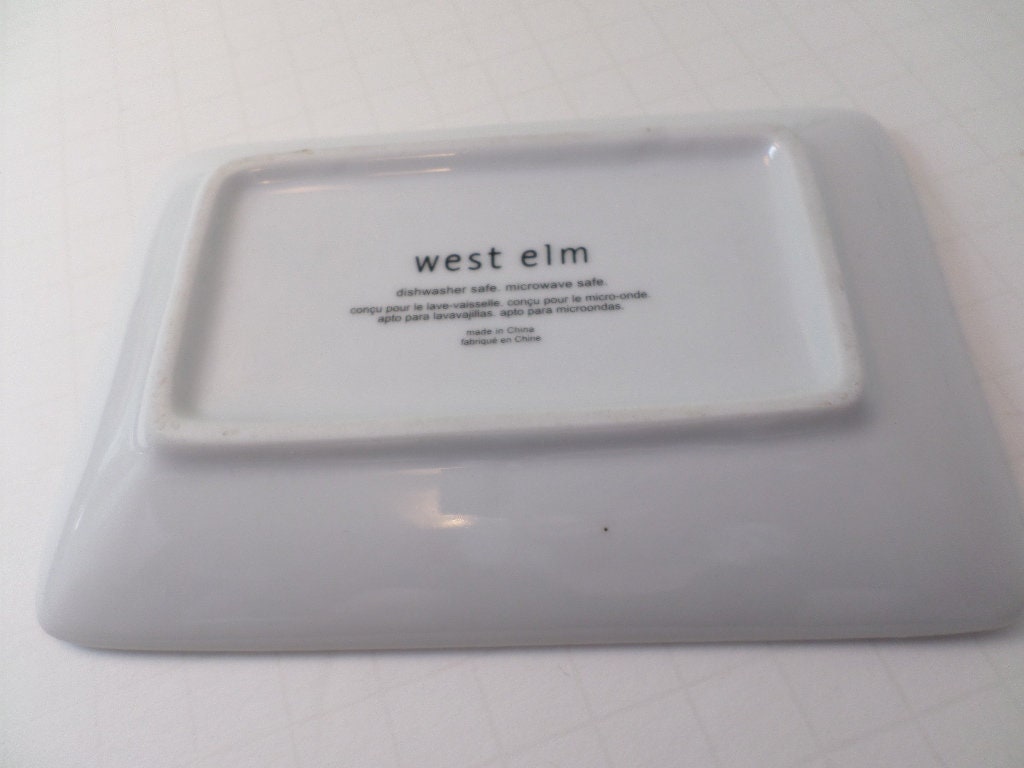 west elm
dishwasher safe. microwave safe.
conçu pour le lave-vaisselle. conçu pour le micro-onde.
apto para lavavajillas. apto para microondas.
made in China
fabriqué en Chine